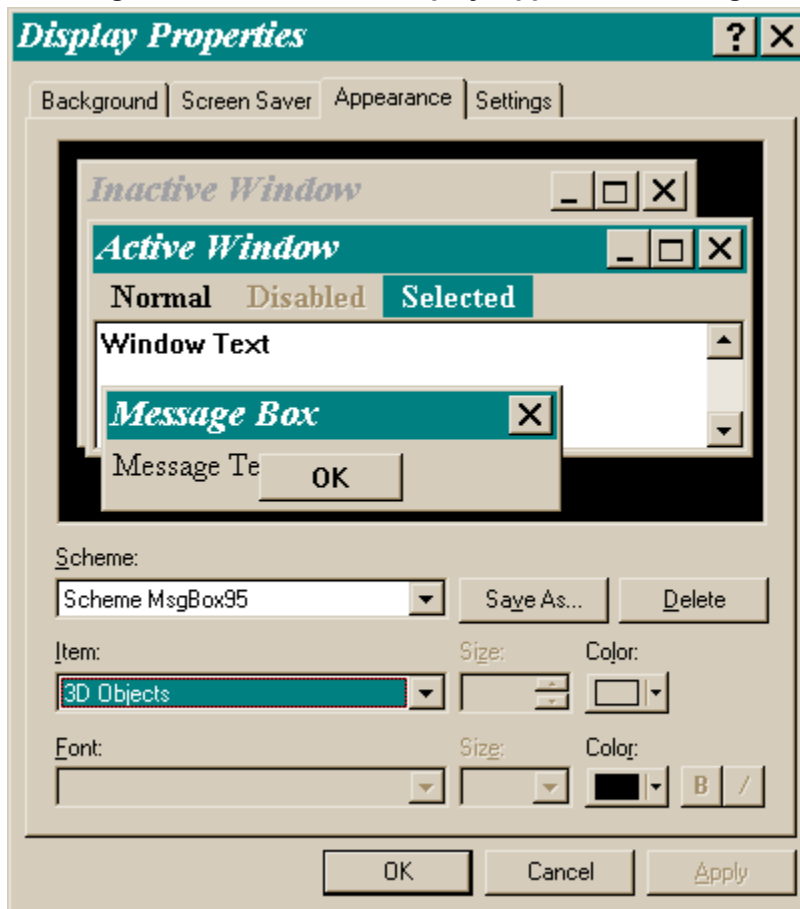 Display Properties
Background Screen Saver Appearance Settings
Inactive Window
Active Window
Normal Disabled Selected
Window Text
Message Box
Message Te
OK
Scheme:
Scheme MsgBox95 Save As... Delete
Item: Size: Color:
3D Objects
Font: Size: Color:
B /
OK Cancel Apply